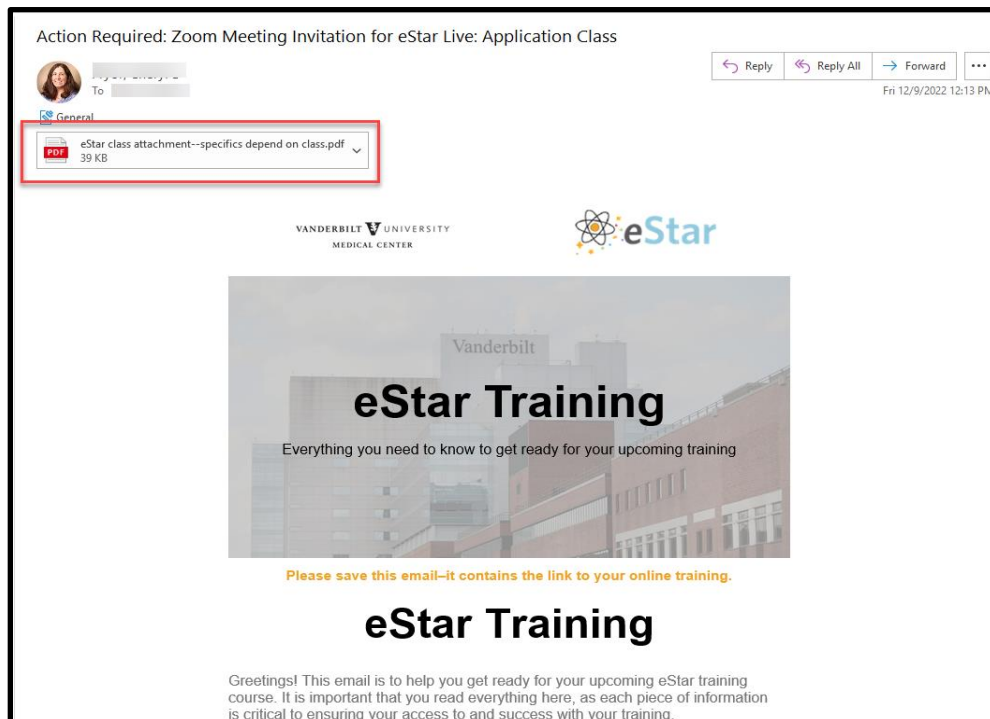 Action Required: Zoom Meeting Invitation for eStar Live: Application Class
Reply
Reply All
Forward
To
Fri 12/9/2022 12:13 PM
General
PDF
eStar class attachment--specifics depend on class.pdf
39 KB
VANDERBILT V UNIVERSITY
MEDICAL CENTER
eStar
Vanderbilt
eStar Training
Everything you need to know to get ready for your upcoming training
Please save this email–it contains the link to your online training.
eStar Training
Greetings! This email is to help you get ready for your upcoming eStar training
course. It is important that you read everything here, as each piece of information
is critical to ensuring your access to and success with your training.